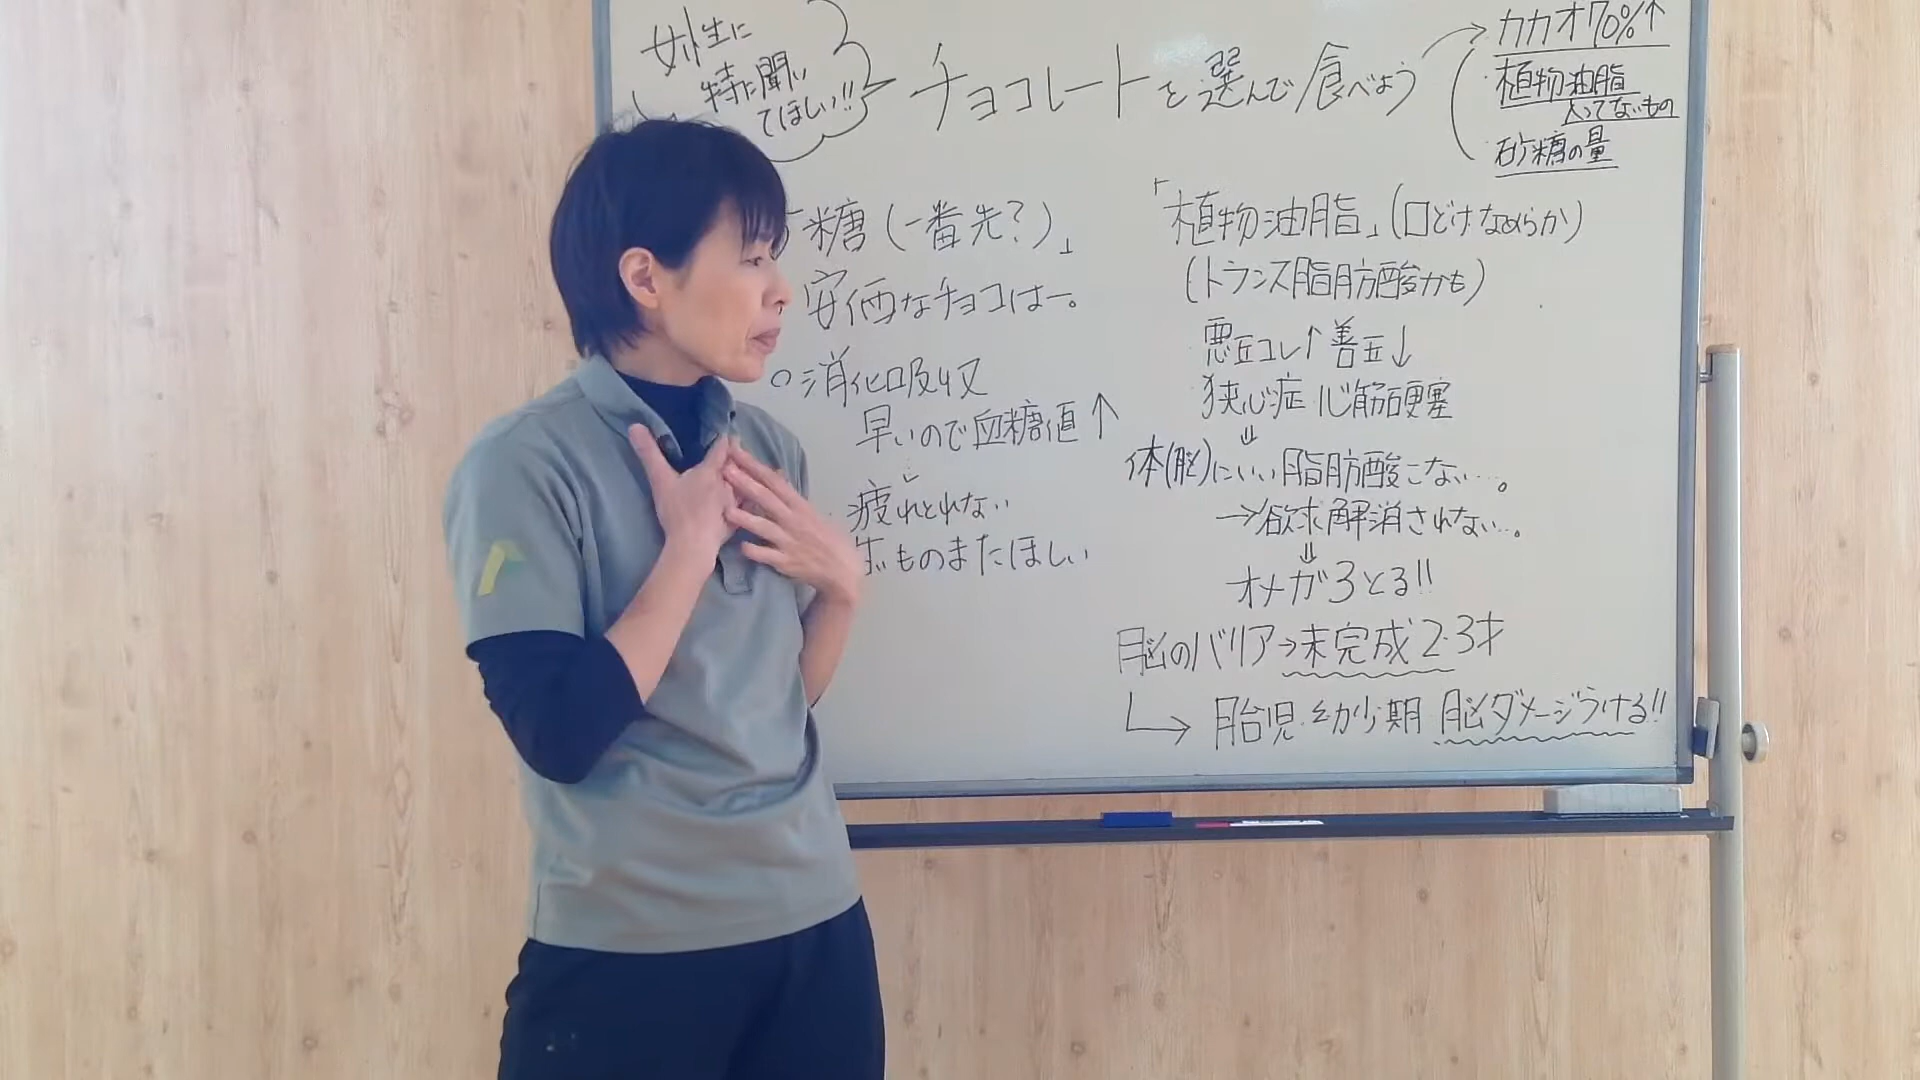 女性に
特に聞い
てほしい!!
チョコレートを選んで食べよう
カカオ70%↑
植物油脂
入ってないもの
砂糖の量
糖(一番先?)」
安価なチョコはー。
○消化吸収
早いので血糖値↑
疲れとれない
ものまたほしい
「植物油脂」(口どけなめらか)
(トランス脂肪酸かも)
悪玉コレ↑善玉↓
狭心症 心筋梗塞
⇓
体(脳)にいい脂肪酸こない…。
→欲求解消されない…。
⇓
オメガ3とる!!
脳のバリア→未完成2.3才
→胎児・幼少期 脳ダメージうける!!